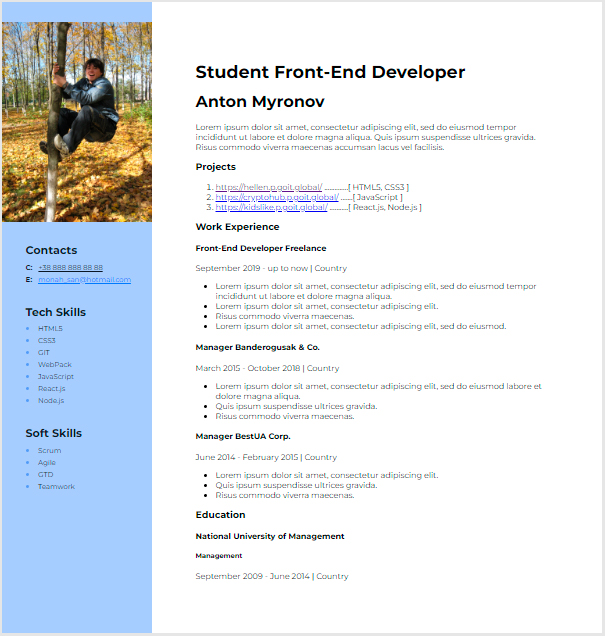 Student Front-End Developer
Anton Myronov
Lorem ipsum dolor sit amet, consectetur adipiscing elit, sed do eiusmod tempor
incididunt ut labore et dolore magna aliqua. Quis ipsum suspendisse ultrices gravida.
Risus commodo viverra maecenas accumsan lacus vel facilisis.
Projects
1. https://hellen.p.goit.global/ ............[ HTML5, CSS3 ]
2. https://cryptohub.p.goit.global/ ......[ JavaScript ]
3. https://kidslike.p.goit.global/ .........[ React.js, Node.js ]
Work Experience
Front-End Developer Freelance
September 2019 - up to now | Country
Lorem ipsum dolor sit amet, consectetur adipiscing elit, sed do eiusmod tempor
incididunt ut labore et dolore magna aliqua.
Lorem ipsum dolor sit amet, consectetur adipiscing elit.
Risus commodo viverra maecenas.
Lorem ipsum dolor sit amet, consectetur adipiscing elit, sed do eiusmod.
Manager Banderogusak & Co.
March 2015 - October 2018 | Country
Lorem ipsum dolor sit amet, consectetur adipiscing elit, sed do eiusmod labore et
dolore magna aliqua.
Quis ipsum suspendisse ultrices gravida.
Risus commodo viverra maecenas.
Manager BestUA Corp.
June 2014 - February 2015 | Country
Lorem ipsum dolor sit amet, consectetur adipiscing elit.
Quis ipsum suspendisse ultrices gravida.
Risus commodo viverra maecenas.
Education
National University of Management
Management
September 2009 - June 2014 | Country
Contacts
C: +38 888 888 88 88
E: monah_san@hotmail.com
Tech Skills
HTML5
CSS3
GIT
WebPack
JavaScript
React.js
Node.js
Soft Skills
Scrum
Agile
GTD
Teamwork